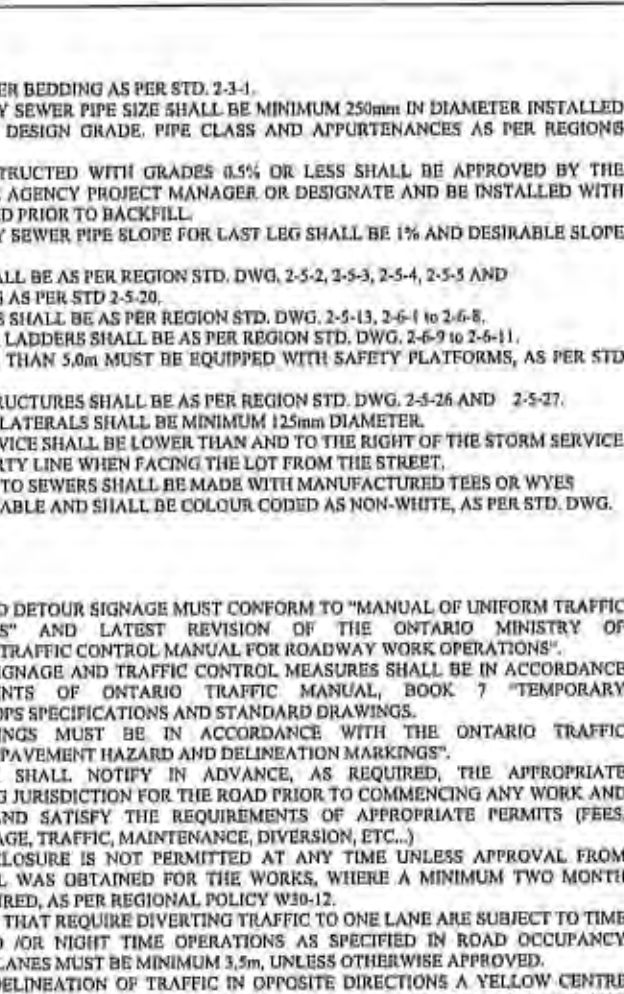 ER BEDDING AS PER STD. 2-3-1.
Y SEWER PIPE SIZE SHALL BE MINIMUM 250mm IN DIAMETER INSTALLED
DESIGN GRADE, PIPE CLASS AND APPURTENANCES AS PER REGIONS
TRUCTED WITH GRADES 0.5% OR LESS SHALL BE APPROVED BY THE
AGENCY PROJECT MANAGER OR DESIGNATE AND BE INSTALLED WITH
D PRIOR TO BACKFILL.
Y SEWER PIPE SLOPE FOR LAST LEG SHALL BE 1% AND DESIRABLE SLOPE
ALL BE AS PER REGION STD. DWG. 2-5-2, 2-5-3, 2-5-4, 2-5-5 AND
G AS PER STD 2-5-20.
S SHALL BE AS PER REGION STD. DWG. 2-5-13, 2-6-1 to 2-6-8.
LADDERS SHALL BE AS PER REGION STD. DWG. 2-6-9 to 2-6-11.
THAN 5.0m MUST BE EQUIPPED WITH SAFETY PLATFORMS, AS PER STD
RUCTURES SHALL BE AS PER REGION STD. DWG. 2-5-26 AND 2-5-27.
LATERALS SHALL BE MINIMUM 125mm DIAMETER.
VICE SHALL BE LOWER THAN AND TO THE RIGHT OF THE STORM SERVICE
RTY LINE WHEN FACING THE LOT FROM THE STREET.
TO SEWERS SHALL BE MADE WITH MANUFACTURED TEES OR WYES
ABLE AND SHALL BE COLOUR CODED AS NON-WHITE, AS PER STD. DWG.
D DETOUR SIGNAGE MUST CONFORM TO "MANUAL OF UNIFORM TRAFFIC
S" AND LATEST REVISION OF THE ONTARIO MINISTRY OF
TRAFFIC CONTROL MANUAL FOR ROADWAY WORK OPERATIONS".
IGNAGE AND TRAFFIC CONTROL MEASURES SHALL BE IN ACCORDANCE
NTS OF ONTARIO TRAFFIC MANUAL, BOOK 7 "TEMPORARY
OPS SPECIFICATIONS AND STANDARD DRAWINGS.
INGS MUST BE IN ACCORDANCE WITH THE ONTARIO TRAFFIC
PAVEMENT HAZARD AND DELINEATION MARKINGS".
SHALL NOTIFY IN ADVANCE, AS REQUIRED, THE APPROPRIATE
G JURISDICTION FOR THE ROAD PRIOR TO COMMENCING ANY WORK AND
AND SATISFY THE REQUIREMENTS OF APPROPRIATE PERMITS (FEES,
AGE, TRAFFIC, MAINTENANCE, DIVERSION, ETC...)
CLOSURE IS NOT PERMITTED AT ANY TIME UNLESS APPROVAL FROM
L WAS OBTAINED FOR THE WORKS, WHERE A MINIMUM TWO MONTH
IRED, AS PER REGIONAL POLICY W30-12.
THAT REQUIRE DIVERTING TRAFFIC TO ONE LANE ARE SUBJECT TO TIME
D /OR NIGHT TIME OPERATIONS AS SPECIFIED IN ROAD OCCUPANCY
LANES MUST BE MINIMUM 3,5m, UNLESS OTHERWISE APPROVED.
DELINEATION OF TRAFFIC IN OPPOSITE DIRECTIONS A YELLOW CENTRE